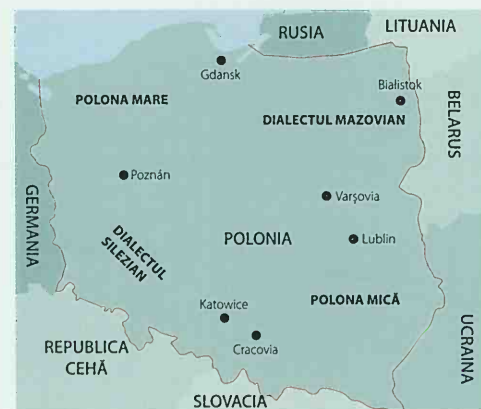 LITUANIA
RUSIA
Gdansk
Białistok
POLONA MARE
DIALECTUL MAZOVIAN
BELARUS
Poznán
GERMANIA
Varșovia
DIALECTUL
SILEZIAN
POLONIA
Lublin
Katowice
POLONA MICĂ
Cracovia
UCRAINA
REPUBLICA
CEHĂ
SLOVACIA